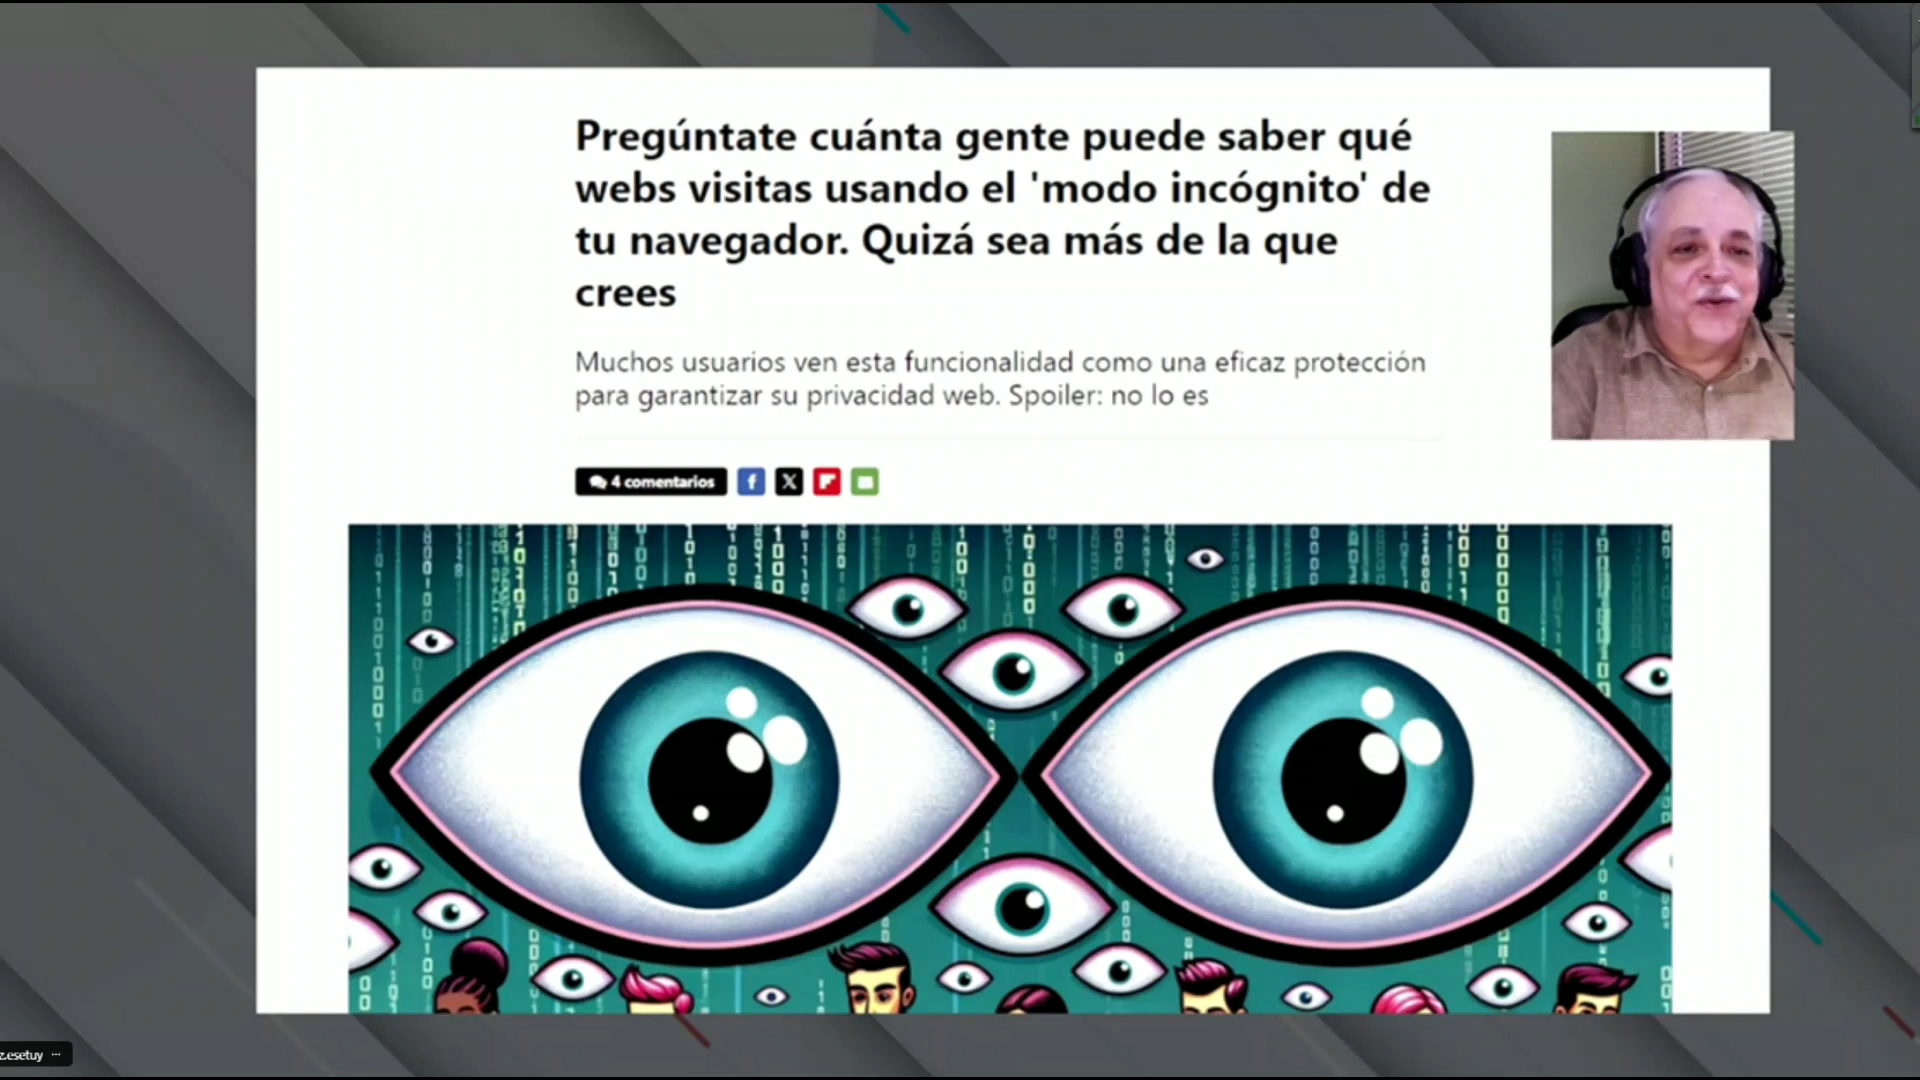 Pregúntate cuánta gente puede saber qué
webs visitas usando el 'modo incógnito' de
tu navegador. Quizá sea más de la que
crees
Muchos usuarios ven esta funcionalidad como una eficaz protección
para garantizar su privacidad web. Spoiler: no lo es
4 comentarios
z.esetuy ...